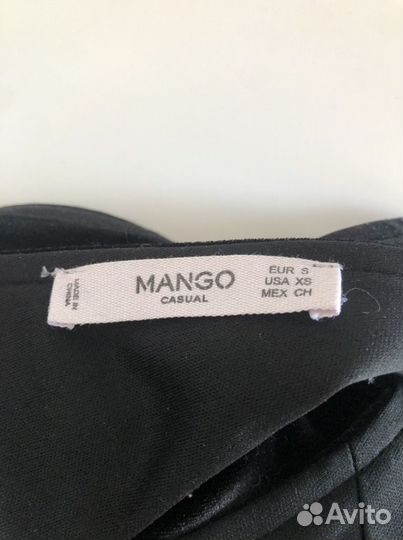 MADE IN
CHINA
MANGO
CASUAL
EUR S
USA XS
MEX CH
Avito